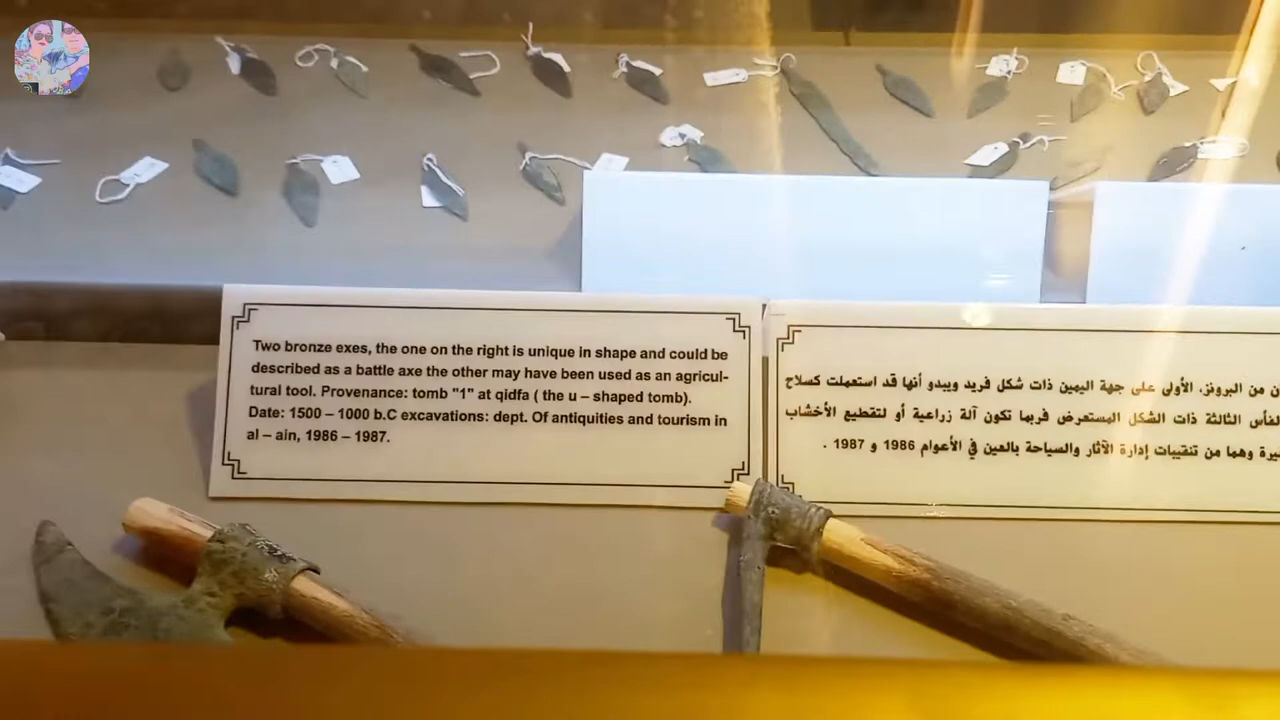 Two bronze exes, the one on the right is unique in shape and could be
described as a battle axe the other may have been used as an agricul-
tural tool. Provenance: tomb "1" at qidfa ( the u – shaped tomb).
Date: 1500 – 1000 b.C excavations: dept. Of antiquities and tourism in
al – ain, 1986 – 1987.
من البرونز، الأولى على جهة اليمين ذات شكل فريد ويبدو أنها قد استعملت كسلاح
لفأس الثالثة ذات الشكل المستعرض فربما تكون آلة زراعية أو لتقطيع الأخشاب
وهما من تنقيبات إدارة الآثار والسياحة بالعين في الأعوام 1986 و 1987 .